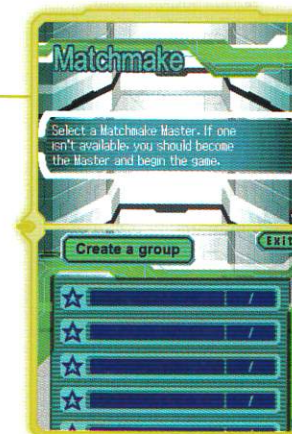 Matchmake
Select a Matchmake Master. If one
isn't available, you should become
the Master and begin the game.
Create a group
Exit
/
/
/
/